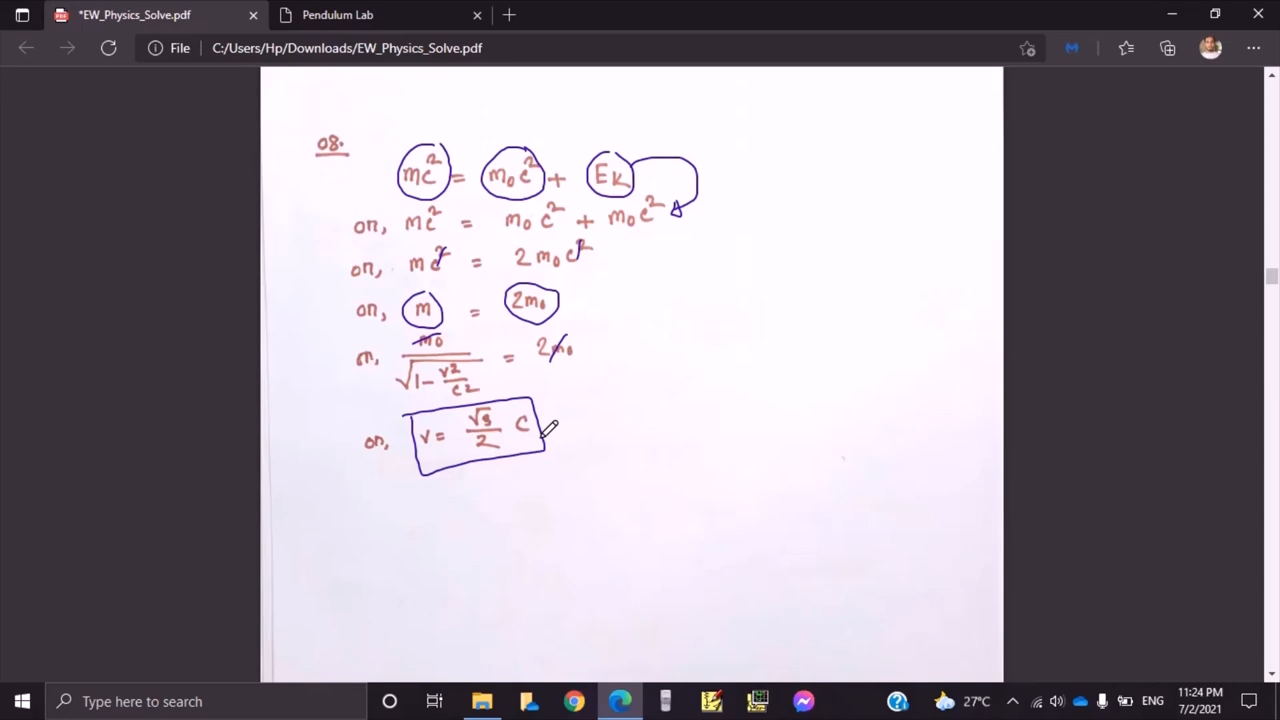 *EW_Physics_Solve.pdf
Pendulum Lab
File C:/Users/Hp/Downloads/EW_Physics_Solve.pdf
08.
mc² = m₀c² + Ek
or, mc² = m₀c² + m₀c²
or, mc² = 2m₀c²
or, m = 2m₀
or, m₀/√(1 - v²/c²) = 2m₀
or, v = √3/2 C
Type here to search
27°C
ENG
11:24 PM
7/2/2021